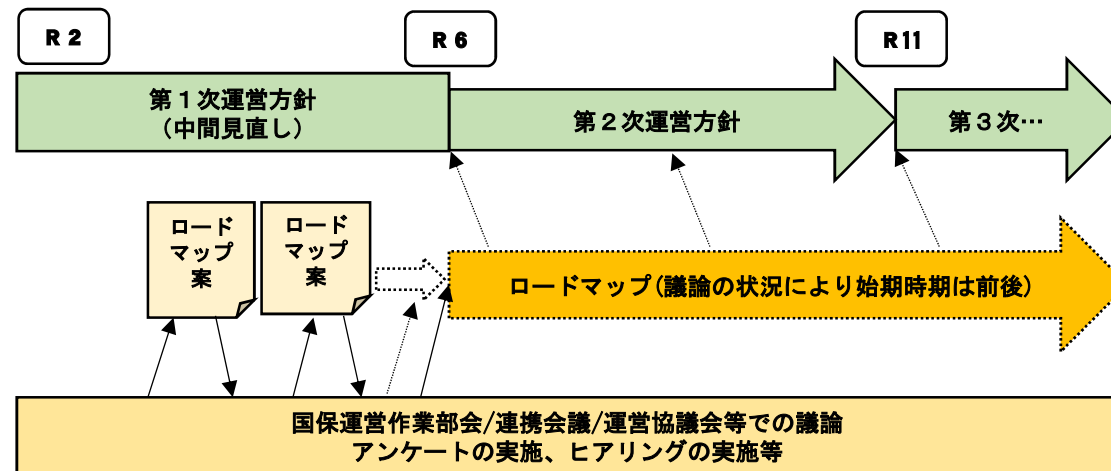 R 2
R 6
R 11
第1次運営方針
(中間見直し)
第2次運営方針
第3次…
ロード
マップ
案
ロード
マップ
案
ロードマップ(議論の状況により始期時期は前後)
国保運営作業部会/連携会議/運営協議会等での議論
アンケートの実施、ヒアリングの実施等